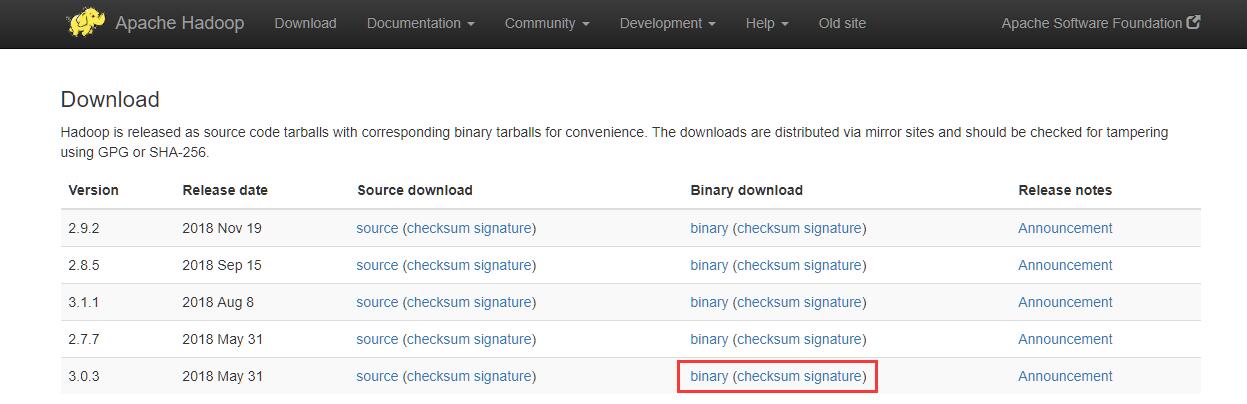 Apache Hadoop Download Documentation Community Development Help Old site Apache Software Foundation
Download
Hadoop is released as source code tarballs with corresponding binary tarballs for convenience. The downloads are distributed via mirror sites and should be checked for tampering
using GPG or SHA-256.
Version Release date Source download Binary download Release notes
2.9.2 2018 Nov 19 source (checksum signature) binary (checksum signature) Announcement
2.8.5 2018 Sep 15 source (checksum signature) binary (checksum signature) Announcement
3.1.1 2018 Aug 8 source (checksum signature) binary (checksum signature) Announcement
2.7.7 2018 May 31 source (checksum signature) binary (checksum signature) Announcement
3.0.3 2018 May 31 source (checksum signature) binary (checksum signature) Announcement